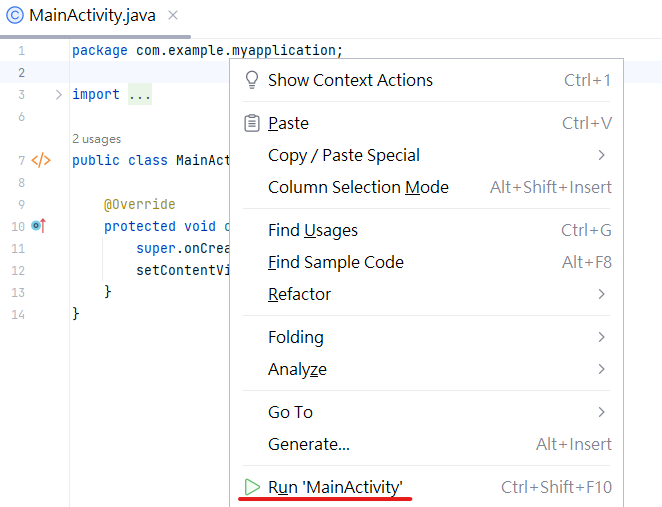 MainActivity.java
1 package com.example.myapplication;
2
3 import ...
6
2 usages
7 public class MainAct
8
9 @Override
10 protected void o
11 super.onCrea
12 setContentVi
13 }
14 }
Show Context Actions Ctrl+1
Paste Ctrl+V
Copy / Paste Special
Column Selection Mode Alt+Shift+Insert
Find Usages Ctrl+G
Find Sample Code Alt+F8
Refactor
Folding
Analyze
Go To
Generate... Alt+Insert
Run 'MainActivity' Ctrl+Shift+F10